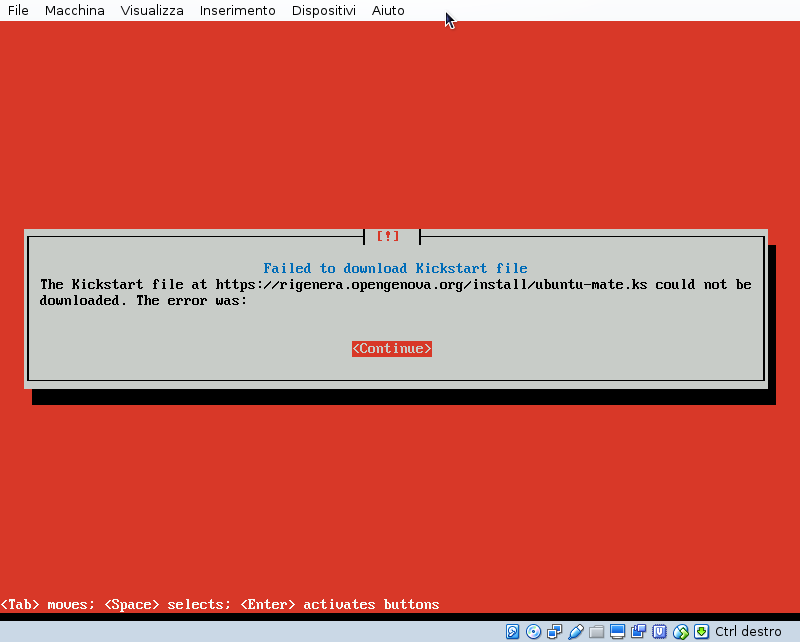 File Macchina Visualizza Inserimento Dispositivi Aiuto
[!]
Failed to download Kickstart file
The Kickstart file at https://rigenera.opengenova.org/install/ubuntu-mate.ks could not be
downloaded. The error was:
<Continue>
<Tab> moves; <Space> selects; <Enter> activates buttons
Ctrl destro